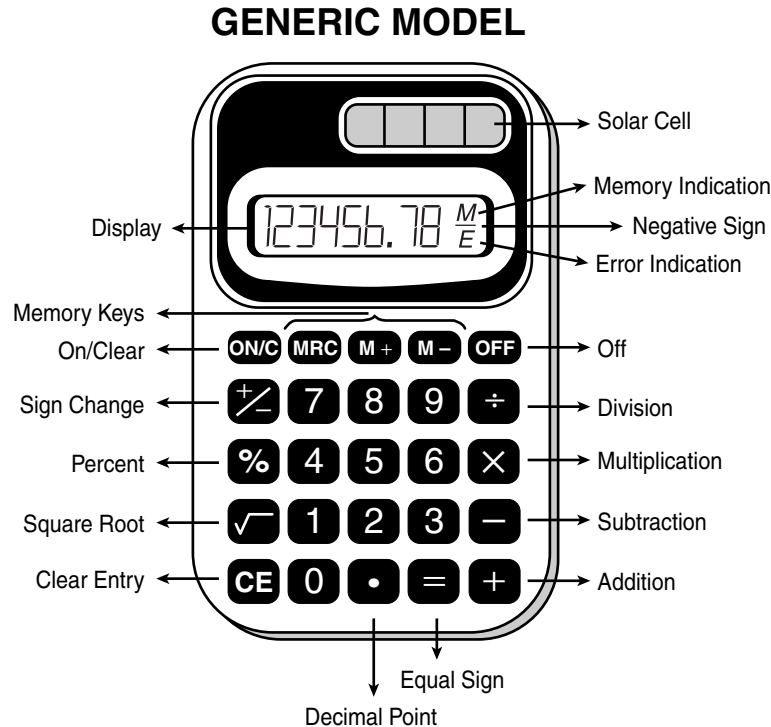 GENERIC MODEL
Solar Cell
Memory Indication
Display
123456.78 M
E
Negative Sign
Error Indication
Memory Keys
On/Clear
ON/C MRC M+ M– OFF
Off
Sign Change
+/– 7 8 9 ÷
Division
Percent
% 4 5 6 ×
Multiplication
Square Root
√ 1 2 3 –
Subtraction
Clear Entry
CE 0 • = +
Addition
Equal Sign
Decimal Point